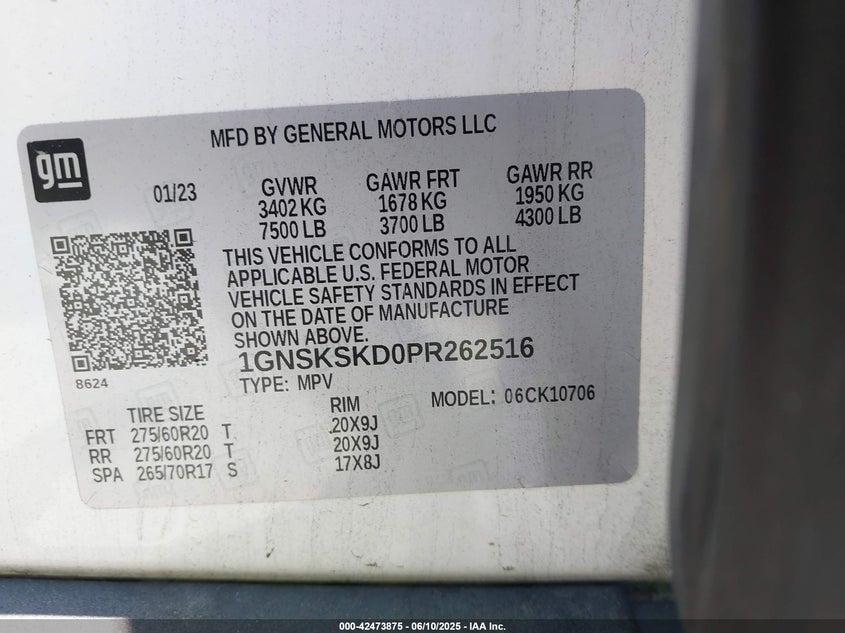 gm
MFD BY GENERAL MOTORS LLC
01/23
GVWR GAWR FRT GAWR RR
3402 KG 1678 KG 1950 KG
7500 LB 3700 LB 4300 LB
THIS VEHICLE CONFORMS TO ALL
APPLICABLE U.S. FEDERAL MOTOR
VEHICLE SAFETY STANDARDS IN EFFECT
ON THE DATE OF MANUFACTURE
SHOWN ABOVE.
1GNSKSKD0PR262516
8624
TYPE: MPV MODEL: 06CK10706
TIRE SIZE RIM
FRT 275/60R20 T 20X9J
RR 275/60R20 T 20X9J
SPA 265/70R17 S 17X8J
000-42473875 - 06/10/2025 - IAA Inc.